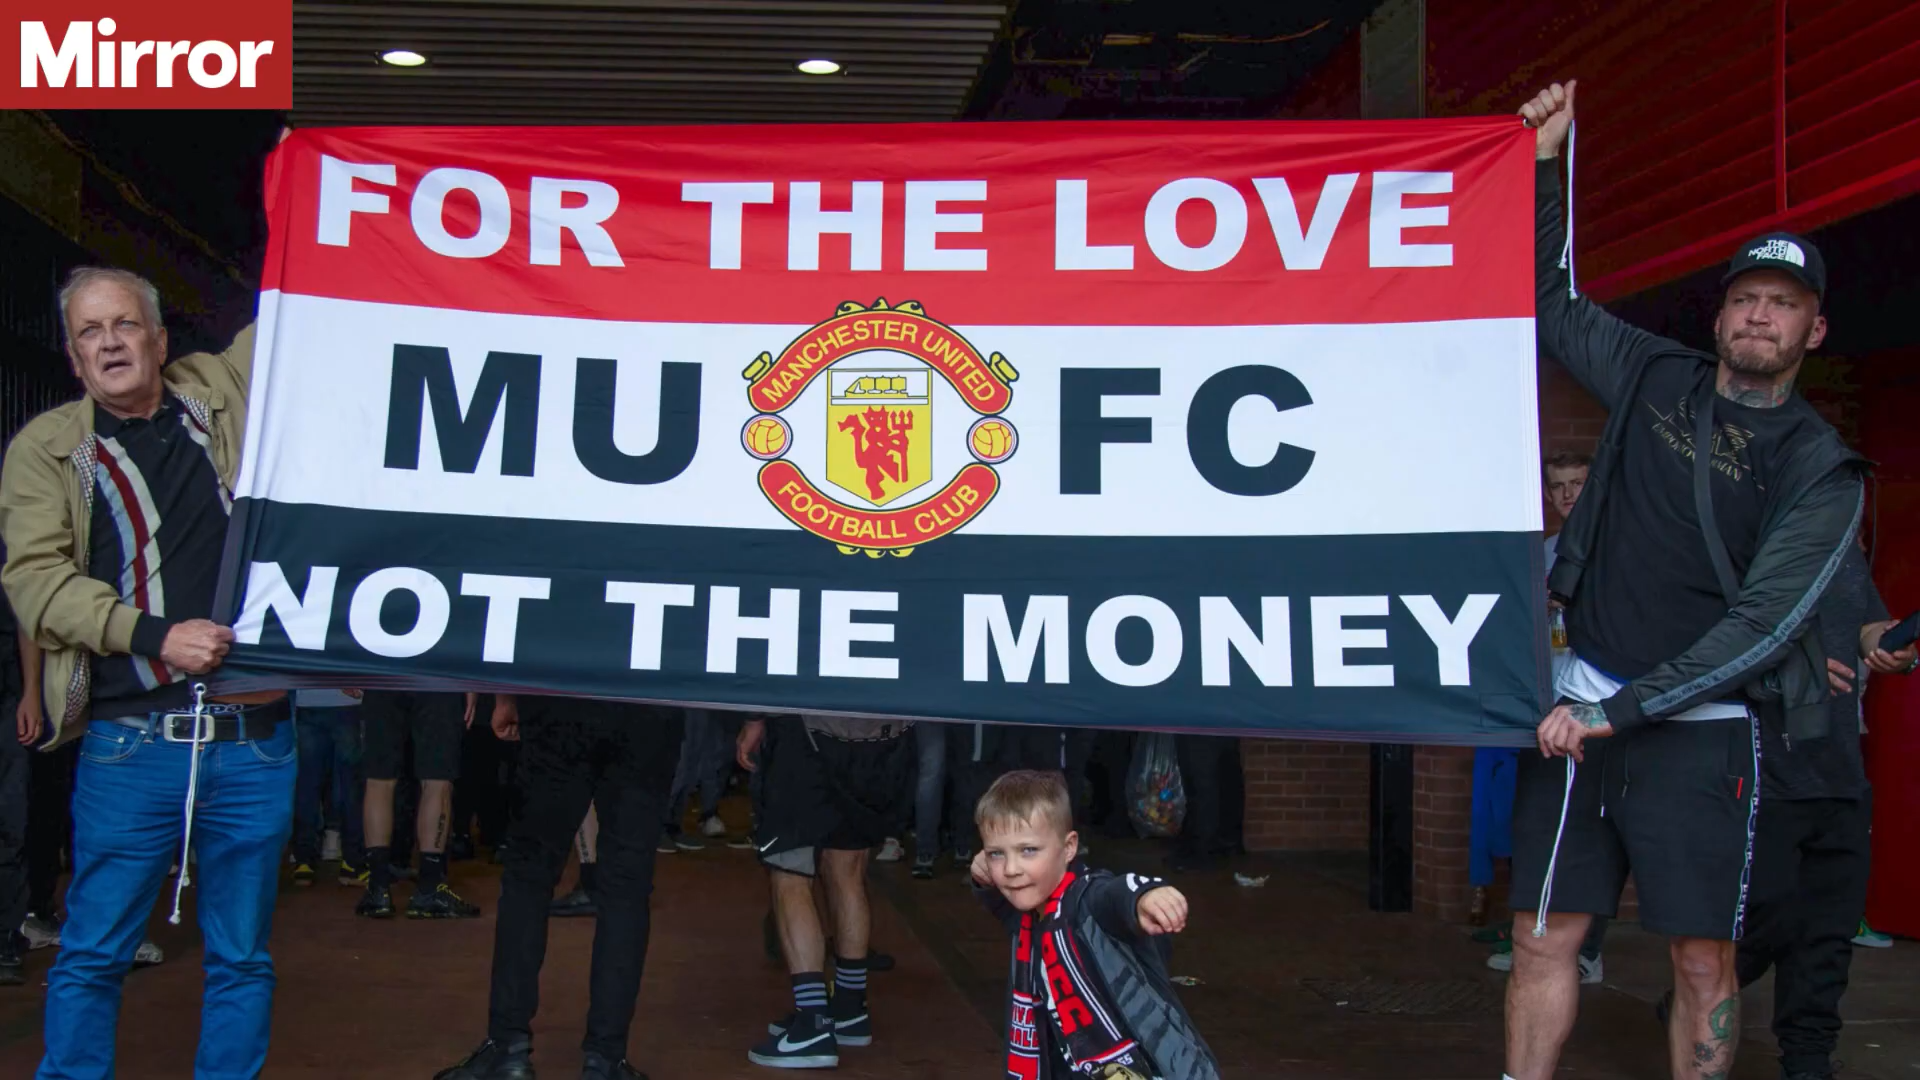 Mirror
FOR THE LOVE
MU FC
MANCHESTER UNITED
FOOTBALL CLUB
NOT THE MONEY
THE
NORTH
FACE